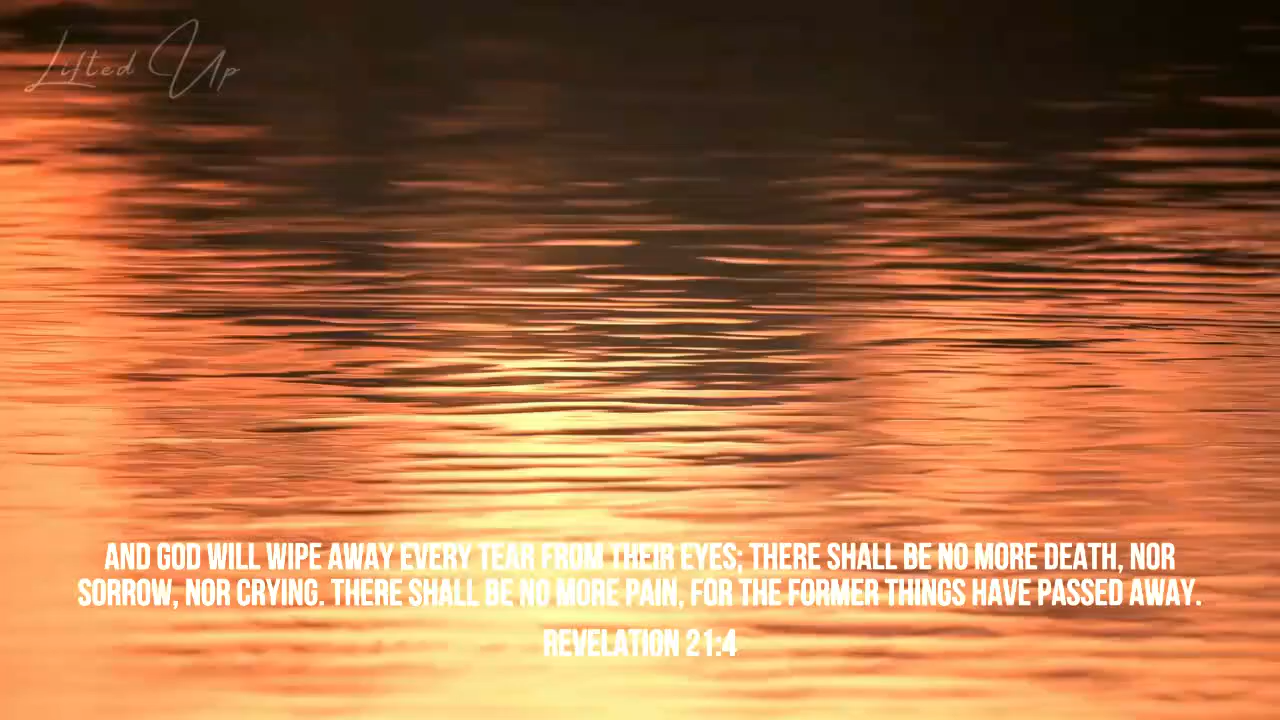 Lifted Up
AND GOD WILL WIPE AWAY EVERY TEAR FROM THEIR EYES; THERE SHALL BE NO MORE DEATH, NOR
SORROW, NOR CRYING. THERE SHALL BE NO MORE PAIN, FOR THE FORMER THINGS HAVE PASSED AWAY.
REVELATION 21:4